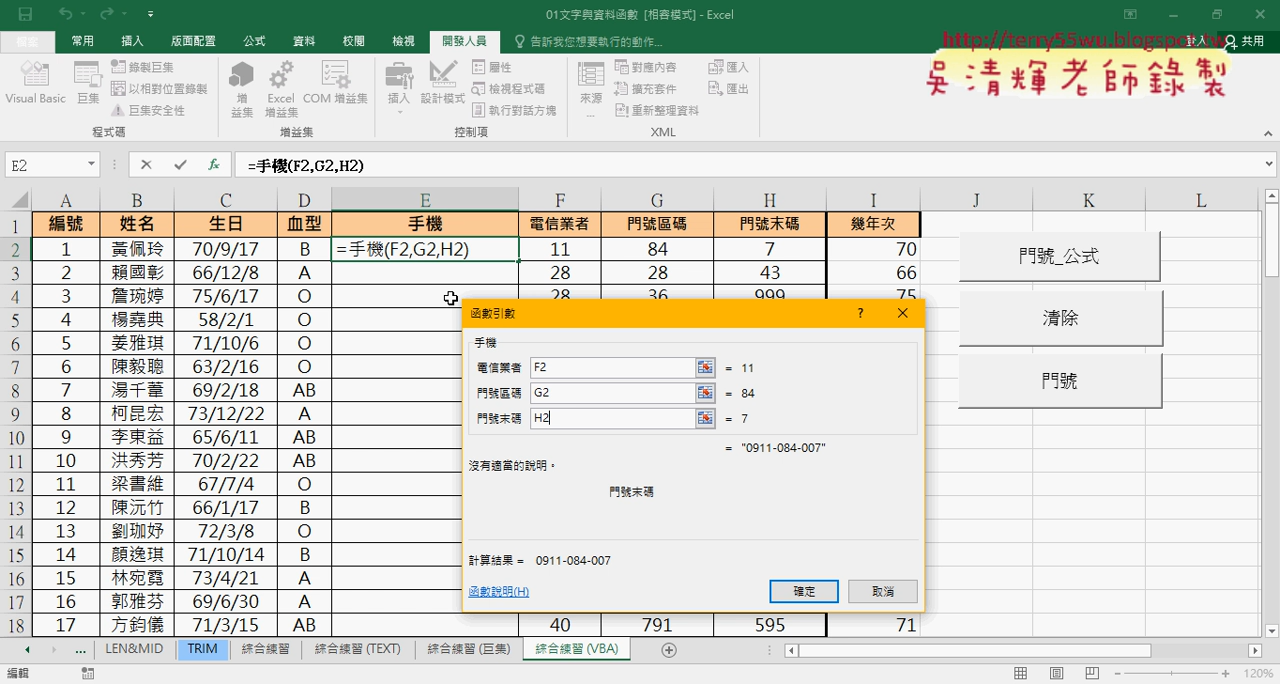 01文字與資料函數 [相容模式] - Excel
檔案 常用 插入 版面配置 公式 資料 校閱 檢視 開發人員 告訴我您想要執行的動作... 登入 共用
http://terry55wu.blogspot.tw
吳清輝老師錄製
Visual Basic 巨集 錄製巨集 以相對位置錄製 巨集安全性 程式碼
增益集 Excel 增益集 COM 增益集 增益集
插入 設計模式 屬性 檢視程式碼 執行對話方塊 控制項
來源... 對應內容 擴充套件 重新整理資料 匯入 匯出 XML
E2 =手機(F2,G2,H2)
A B C D E F G H I J K L
1 編號 姓名 生日 血型 手機 電信業者 門號區碼 門號末碼 幾年次
2 1 黃佩玲 70/9/17 B =手機(F2,G2,H2) 11 84 7 70
3 2 賴國彰 66/12/8 A 28 28 43 66
4 3 詹琬婷 75/6/17 O 28 36 999 75
5 4 楊堯典 58/2/1 O
6 5 姜雅琪 71/10/6 O
7 6 陳毅聰 63/2/16 O
8 7 湯千蕙 69/2/18 AB
9 8 柯昆宏 73/12/22 A
10 9 李東益 65/6/11 AB
11 10 洪秀芳 70/2/22 AB
12 11 梁書維 67/7/4 O
13 12 陳沅竹 66/1/17 B
14 13 劉珈妤 72/3/8 O
15 14 顏逸琪 71/10/14 B
16 15 林宛霓 73/4/21 A
17 16 郭雅芬 69/6/30 A
18 17 方鈞儀 71/3/15 AB 40 791 595 71
門號_公式
清除
門號
函數引數 ?
手機
電信業者 F2 = 11
門號區碼 G2 = 84
門號末碼 H2 = 7
= "0911-084-007"
沒有適當的說明。
門號末碼
計算結果 = 0911-084-007
函數說明(H) 確定 取消
... LEN&MID TRIM 綜合練習 綜合練習 (TEXT) 綜合練習 (巨集) 綜合練習 (VBA)
編輯 120%